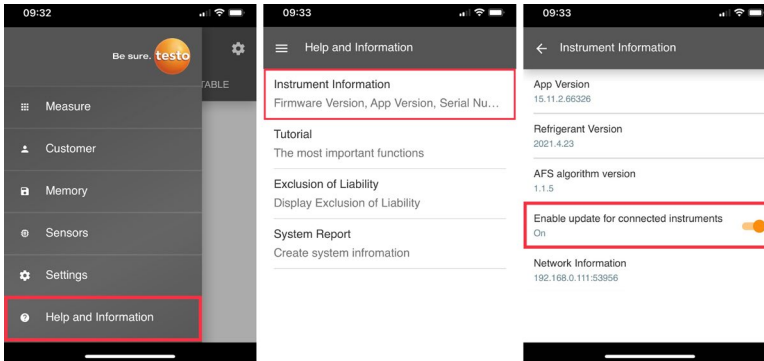 09:32
Be sure. testo
TABLE
Measure
Customer
Memory
Sensors
Settings
Help and Information
09:33
Help and Information
Instrument Information
Firmware Version, App Version, Serial Nu...
Tutorial
The most important functions
Exclusion of Liability
Display Exclusion of Liability
System Report
Create system infromation
09:33
Instrument Information
App Version
15.11.2.66326
Refrigerant Version
2021.4.23
AFS algorithm version
1.1.5
Enable update for connected instruments
On
Network Information
192.168.0.111:53956